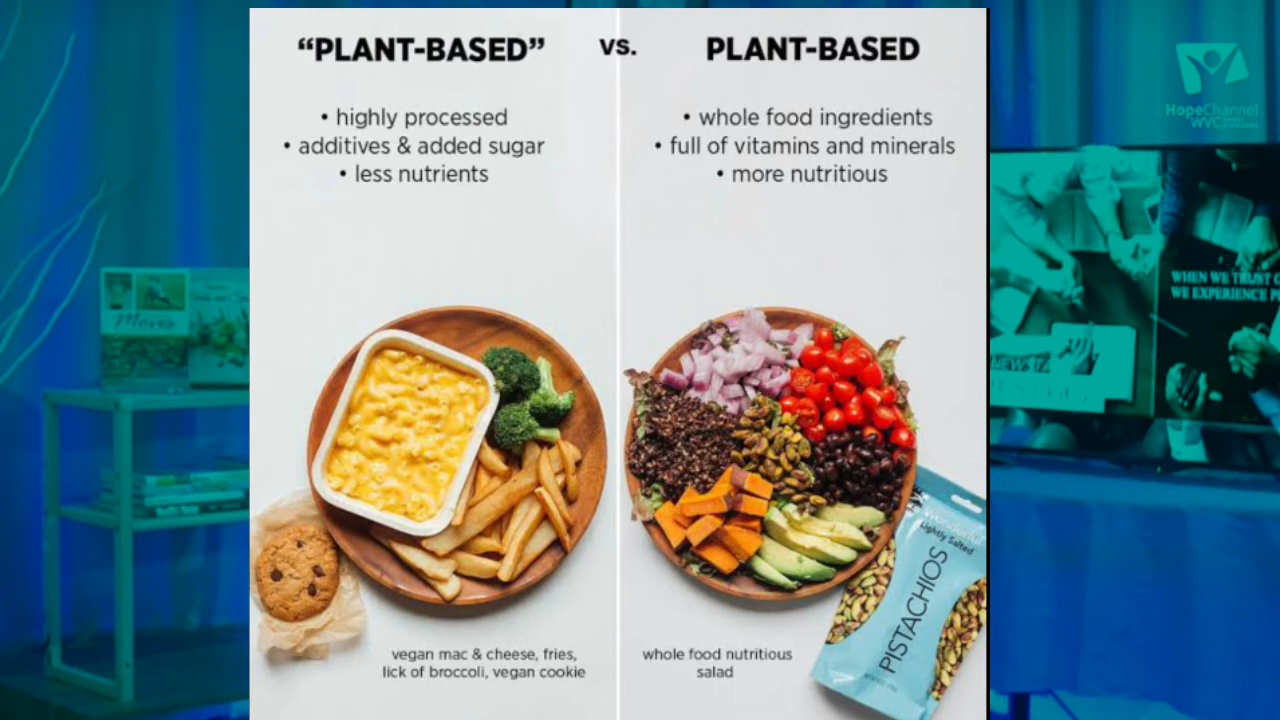 “PLANT-BASED” vs. PLANT-BASED
• highly processed
• additives & added sugar
• less nutrients
• whole food ingredients
• full of vitamins and minerals
• more nutritious
HopeChannel
WVC
WHEN WE TRUST
WE EXPERIENCE
Wonderful
Lightly Salted
PISTACHIOS
vegan mac & cheese, fries,
lick of broccoli, vegan cookie
whole food nutritious
salad